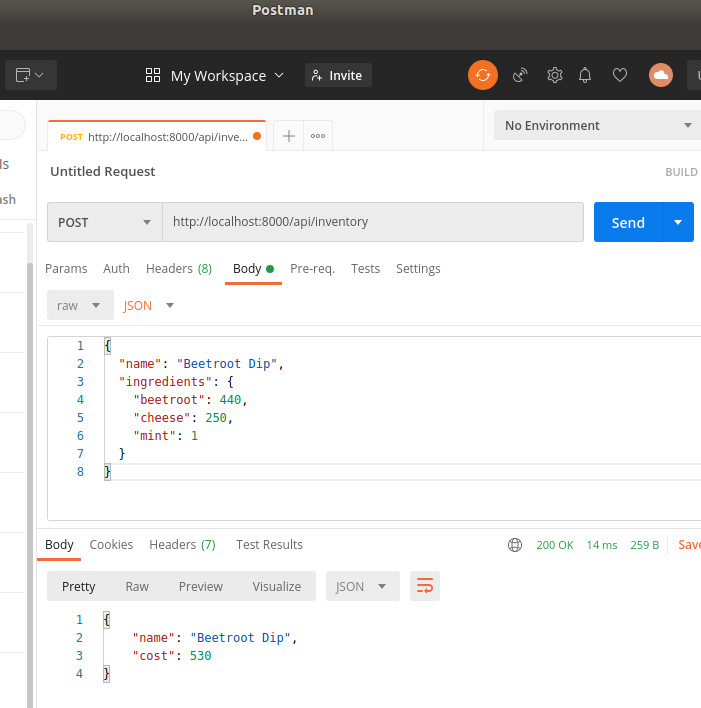 Postman
My Workspace
Invite
POST http://localhost:8000/api/inve...
No Environment
Untitled Request
BUILD
POST http://localhost:8000/api/inventory Send
Params Auth Headers (8) Body Pre-req. Tests Settings
raw JSON
1 {
2 "name": "Beetroot Dip",
3 "ingredients": {
4 "beetroot": 440,
5 "cheese": 250,
6 "mint": 1
7 }
8 }
Body Cookies Headers (7) Test Results 200 OK 14 ms 259 B Save
Pretty Raw Preview Visualize JSON
1 {
2 "name": "Beetroot Dip",
3 "cost": 530
4 }